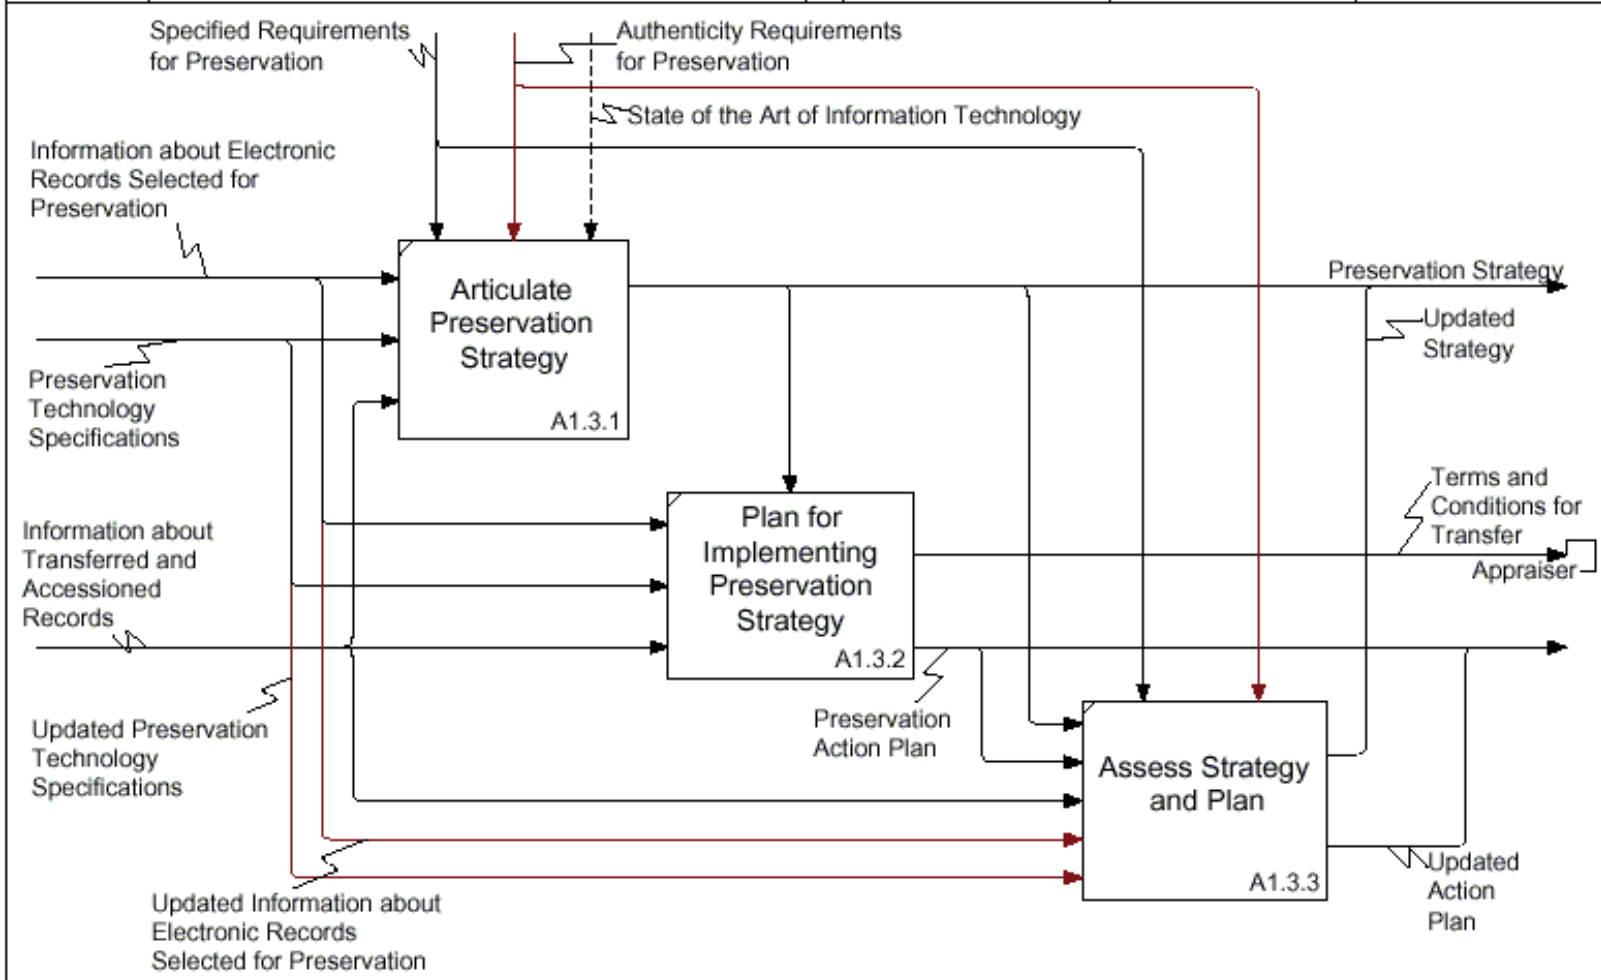 Specified Requirements
for Preservation
Authenticity Requirements
for Preservation
State of the Art of Information Technology
Information about Electronic
Records Selected for
Preservation
Articulate
Preservation
Strategy
A1.3.1
Preservation Strategy
Updated
Strategy
Preservation
Technology
Specifications
Terms and
Conditions for
Transfer
Appraiser
Information about
Transferred and
Accessioned
Records
Plan for
Implementing
Preservation
Strategy
A1.3.2
Preservation
Action Plan
Updated Preservation
Technology
Specifications
Assess Strategy
and Plan
A1.3.3
Updated
Action
Plan
Updated Information about
Electronic Records
Selected for Preservation